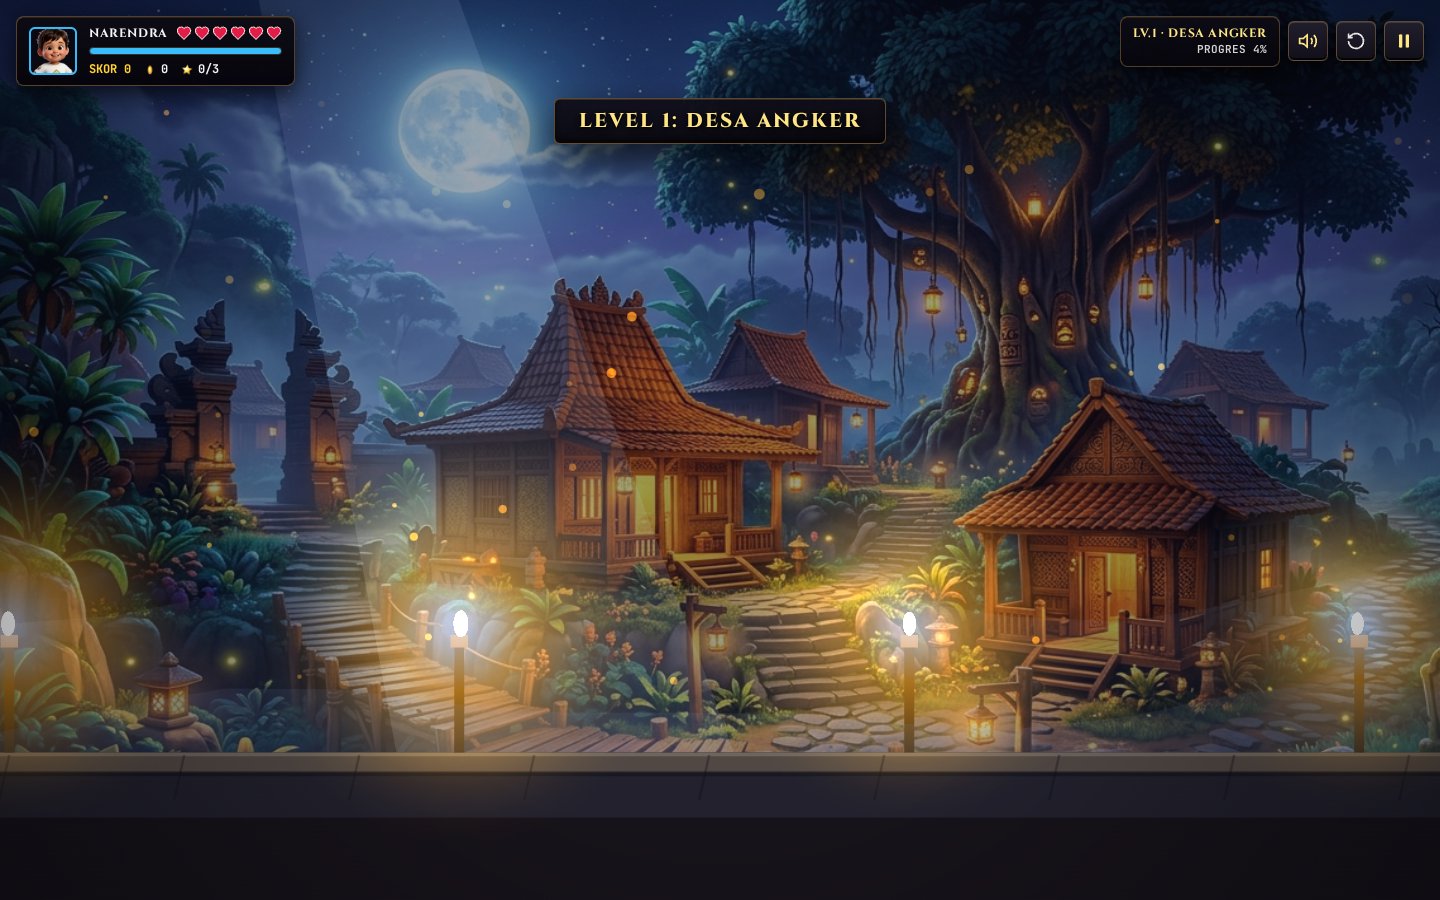 NARENDRA
SKOR 0 0 0/3
LV.1 · DESA ANGKER
PROGRES 4%
LEVEL 1: DESA ANGKER